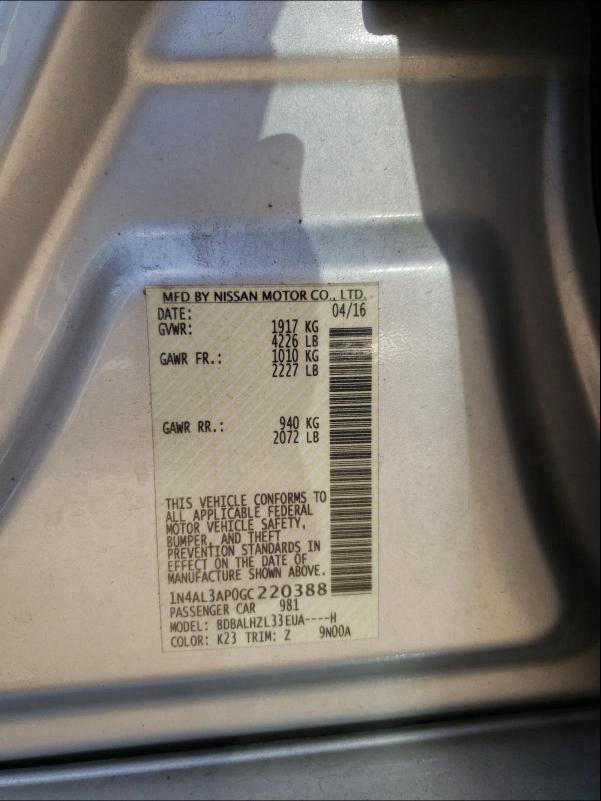 MFD BY NISSAN MOTOR CO., LTD.
DATE: 04/16
GVWR: 1917 KG
4226 LB
GAWR FR.: 1010 KG
2227 LB
GAWR RR.: 940 KG
2072 LB
THIS VEHICLE CONFORMS TO
ALL APPLICABLE FEDERAL
MOTOR VEHICLE SAFETY,
BUMPER, AND THEFT
PREVENTION STANDARDS IN
EFFECT ON THE DATE OF
MANUFACTURE SHOWN ABOVE.
1N4AL3AP0GC220388
PASSENGER CAR 981
MODEL: BDBALHZL33EUA----H
COLOR: K23 TRIM: Z 9N00A